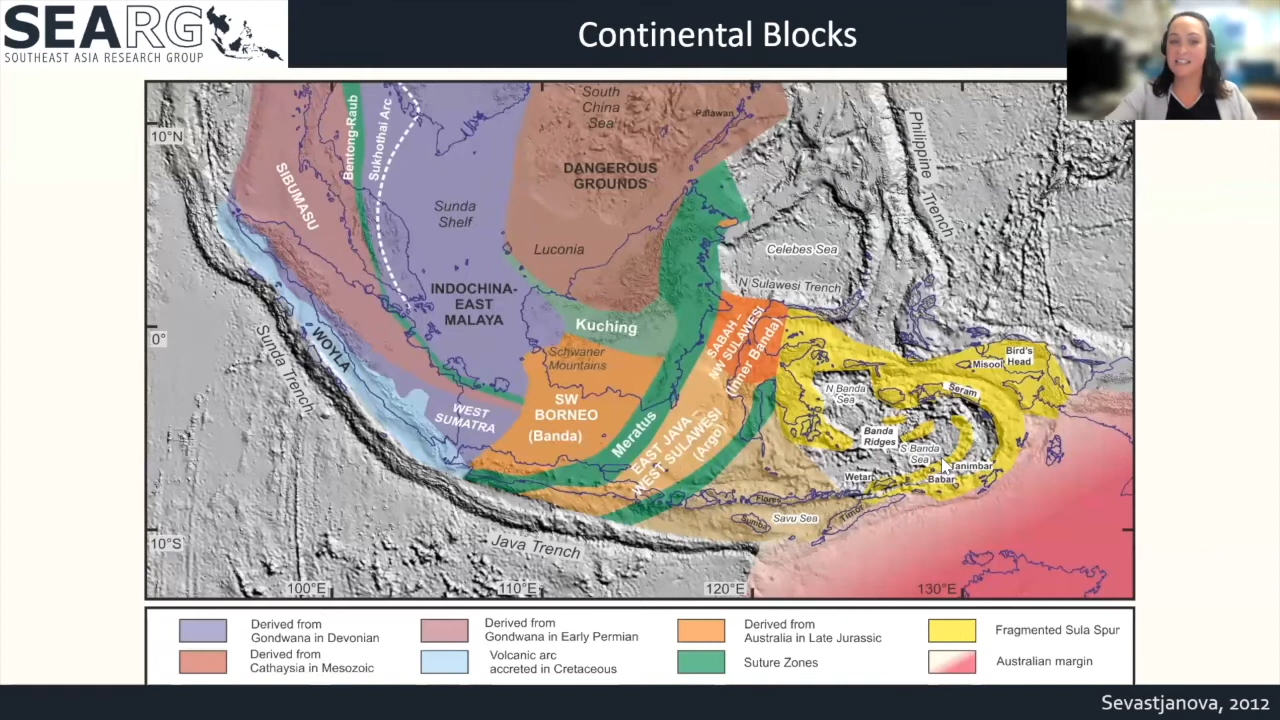 SEARG
SOUTHEAST ASIA RESEARCH GROUP
Continental Blocks
10°N
0°
10°S
100°E
110°E
120°E
130°E
SIBUMASU
Bentong-Raub
Sukhothai Arc
Sunda
Shelf
South
China
Sea
Palawan
DANGEROUS
GROUNDS
Luconia
Philippine Trench
Celebes Sea
N Sulawesi Trench
INDOCHINA-
EAST
MALAYA
Kuching
Schwaner
Mountains
SABAH –
NW SULAWESI
(Inner Banda)
WOYLA
Sunda Trench
WEST
SUMATRA
SW
BORNEO
(Banda)
Meratus
EAST JAVA –
WEST SULAWESI
(Argo)
Bird's
Head
Misool
Seram
N Banda
Sea
Banda
Ridges
S Banda
Sea
Tanimbar
Babar
Wetar
Flores
Sumba
Savu Sea
Timor
Java Trench
Derived from
Gondwana in Devonian
Derived from
Gondwana in Early Permian
Derived from
Australia in Late Jurassic
Fragmented Sula Spur
Derived from
Cathaysia in Mesozoic
Volcanic arc
accreted in Cretaceous
Suture Zones
Australian margin
Sevastjanova, 2012